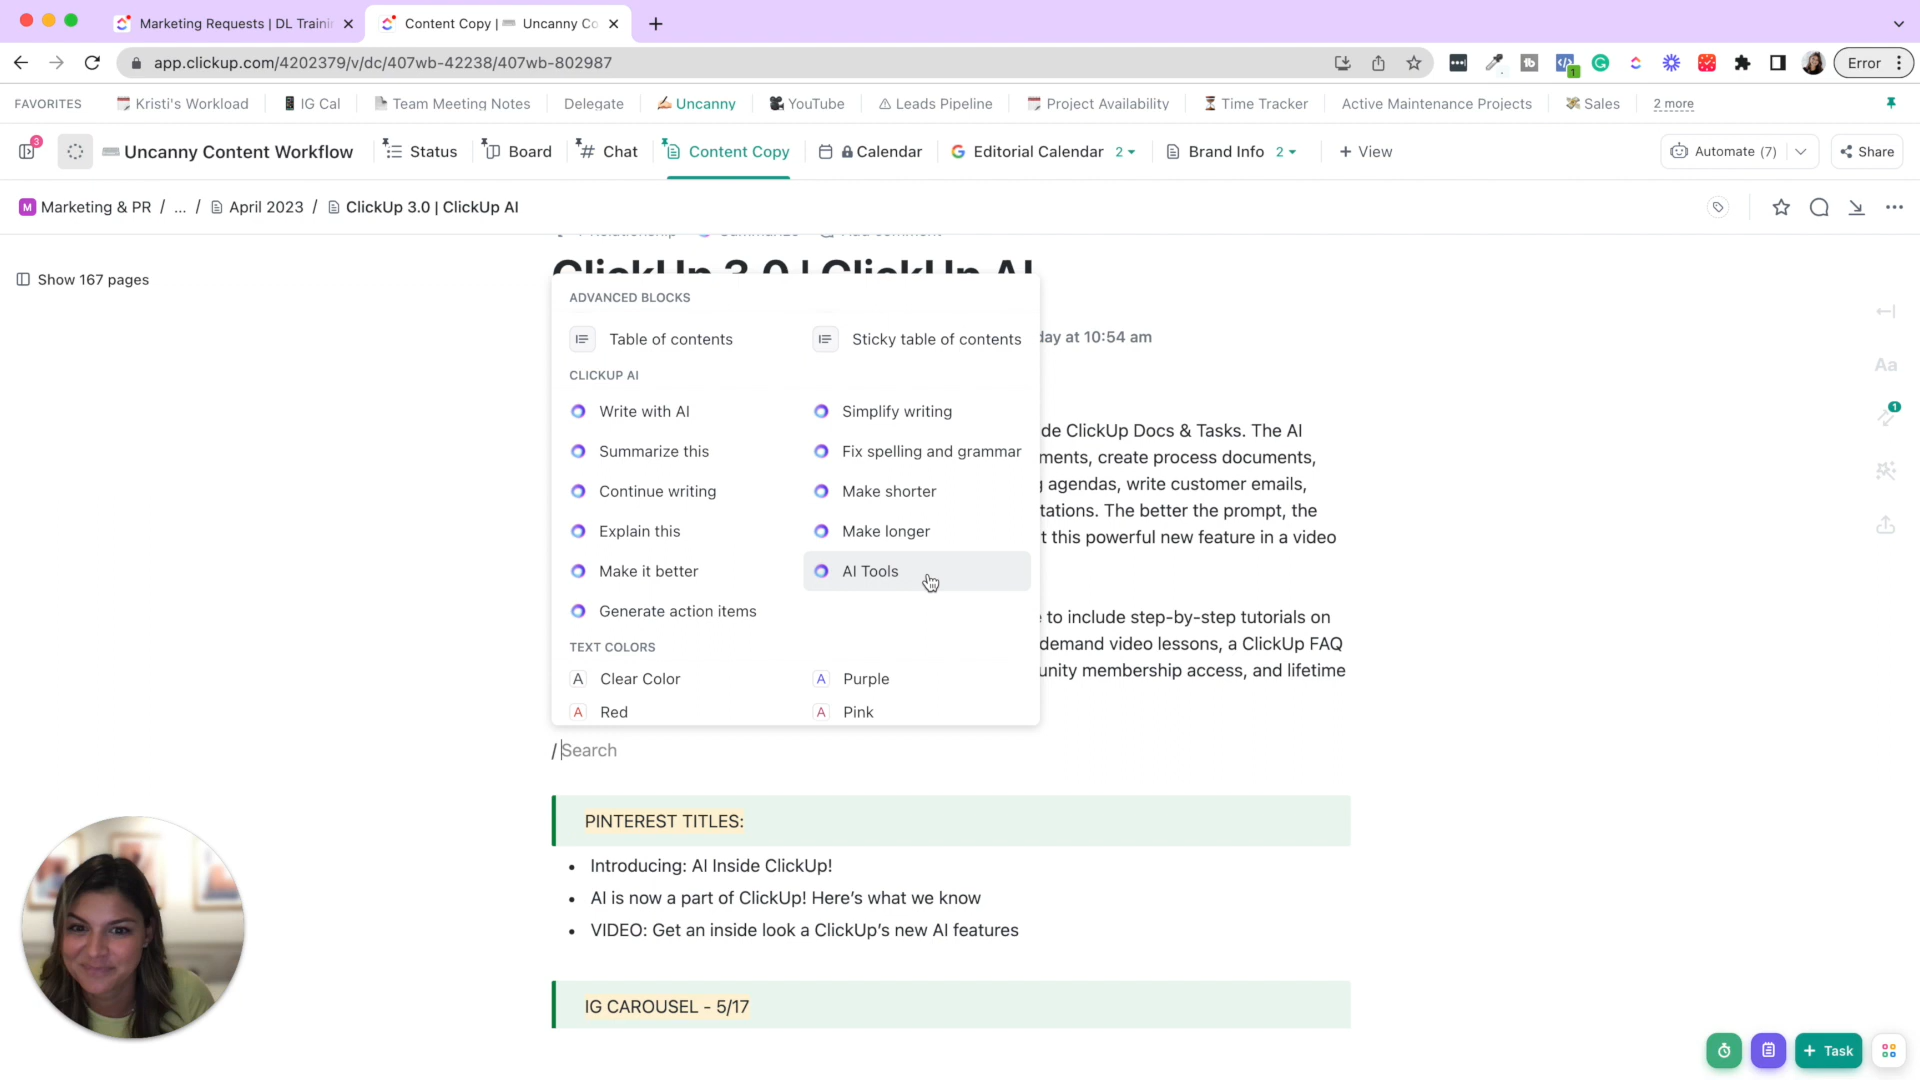 Marketing Requests | DL Traini
Content Copy | Uncanny Co
app.clickup.com/4202379/v/dc/407wb-42238/407wb-802987
1
Error
FAVORITES
Kristi's Workload
IG Cal
Team Meeting Notes
Delegate
Uncanny
YouTube
Leads Pipeline
Project Availability
Time Tracker
Active Maintenance Projects
Sales
2 more
3
Uncanny Content Workflow
Status
Board
# Chat
Content Copy
Calendar
G Editorial Calendar 2
Brand Info 2
+ View
Automate (7)
Share
M Marketing & PR / ... / April 2023 / ClickUp 3.0 | ClickUp AI
Show 167 pages
ClickUp 3.0 | ClickUp AI
ADVANCED BLOCKS
Table of contents
Sticky table of contents
day at 10:54 am
CLICKUP AI
Write with AI
Simplify writing
Summarize this
Fix spelling and grammar
Continue writing
Make shorter
Explain this
Make longer
Make it better
AI Tools
Generate action items
TEXT COLORS
A Clear Color
A Purple
A Red
A Pink
de ClickUp Docs & Tasks. The AI
ments, create process documents,
g agendas, write customer emails,
tations. The better the prompt, the
t this powerful new feature in a video
to include step-by-step tutorials on
demand video lessons, a ClickUp FAQ
unity membership access, and lifetime
Aa
1
/Search
PINTEREST TITLES:
• Introducing: AI Inside ClickUp!
• AI is now a part of ClickUp! Here's what we know
• VIDEO: Get an inside look a ClickUp's new AI features
IG CAROUSEL - 5/17
+ Task